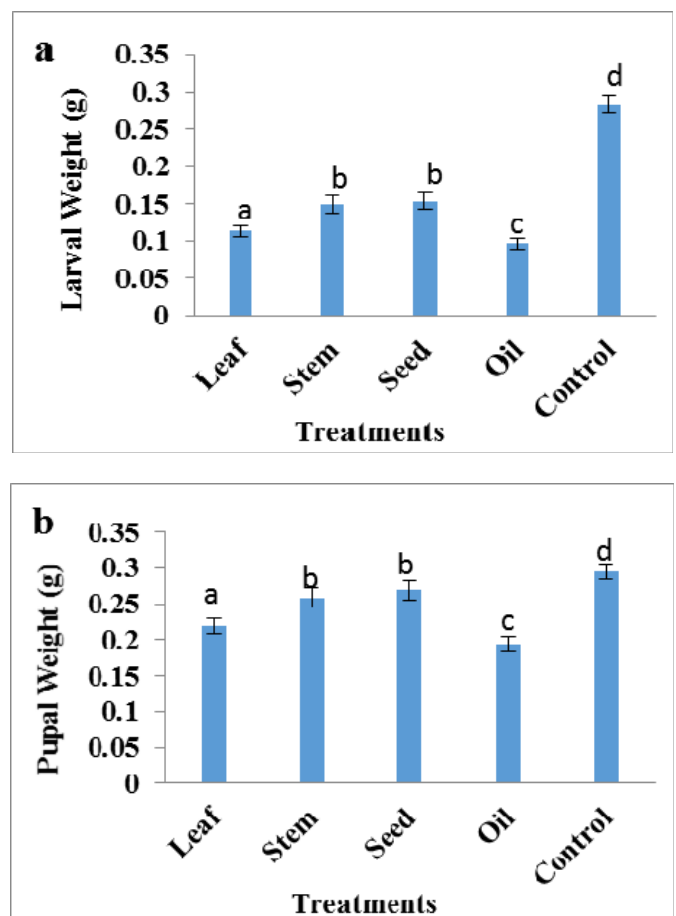 a
Larval Weight (g)
0.35
0.3
0.25
0.2
0.15
0.1
0.05
0
a
b
b
c
d
Leaf
Stem
Seed
Oil
Control
Treatments
b
Pupal Weight (g)
0.35
0.3
0.25
0.2
0.15
0.1
0.05
0
a
b
b
c
d
Leaf
Stem
Seed
Oil
Control
Treatments